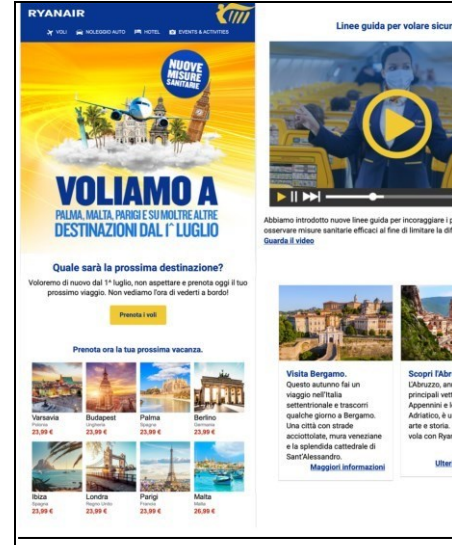 RYANAIR
VOLI
NOLEGGIO AUTO
HOTEL
EVENTS & ACTIVITIES
NUOVE
MISURE
SANITARIE
VOLIAMO A
PALMA, MALTA, PARIGI E SU MOLTRE ALTRE
DESTINAZIONI DAL 1^ LUGLIO
Quale sarà la prossima destinazione?
Voleremo di nuovo dal 1^ luglio, non aspettare e prenota oggi il tuo
prossimo viaggio. Non vediamo l'ora di vederti a bordo!
Prenota i voli
Prenota ora la tua prossima vacanza.
Varsavia
Polonia
23,99 €
Budapest
Ungheria
23,99 €
Palma
Spagna
23,99 €
Berlino
Germania
23,99 €
Ibiza
Spagna
23,99 €
Londra
Regno Unito
23,99 €
Parigi
Francia
23,99 €
Malta
Malta
26,99 €
Linee guida per volare sicur
Abbiamo introdotto nuove linee guida per incoraggiare i p
osservare misure sanitarie efficaci al fine di limitare la dif
Guarda il video
Visita Bergamo.
Questo autunno fai un
viaggio nell'Italia
settentrionale e trascorri
qualche giorno a Bergamo.
Una città con strade
acciottolate, mura veneziane
e la splendida cattedrale di
Sant'Alessandro.
Maggiori informazioni
Scopri l'Abr
L'Abruzzo, an
principali vett
Appennini e l
Adriatico, è u
arte e storia.
vola con Ryan
Ulter